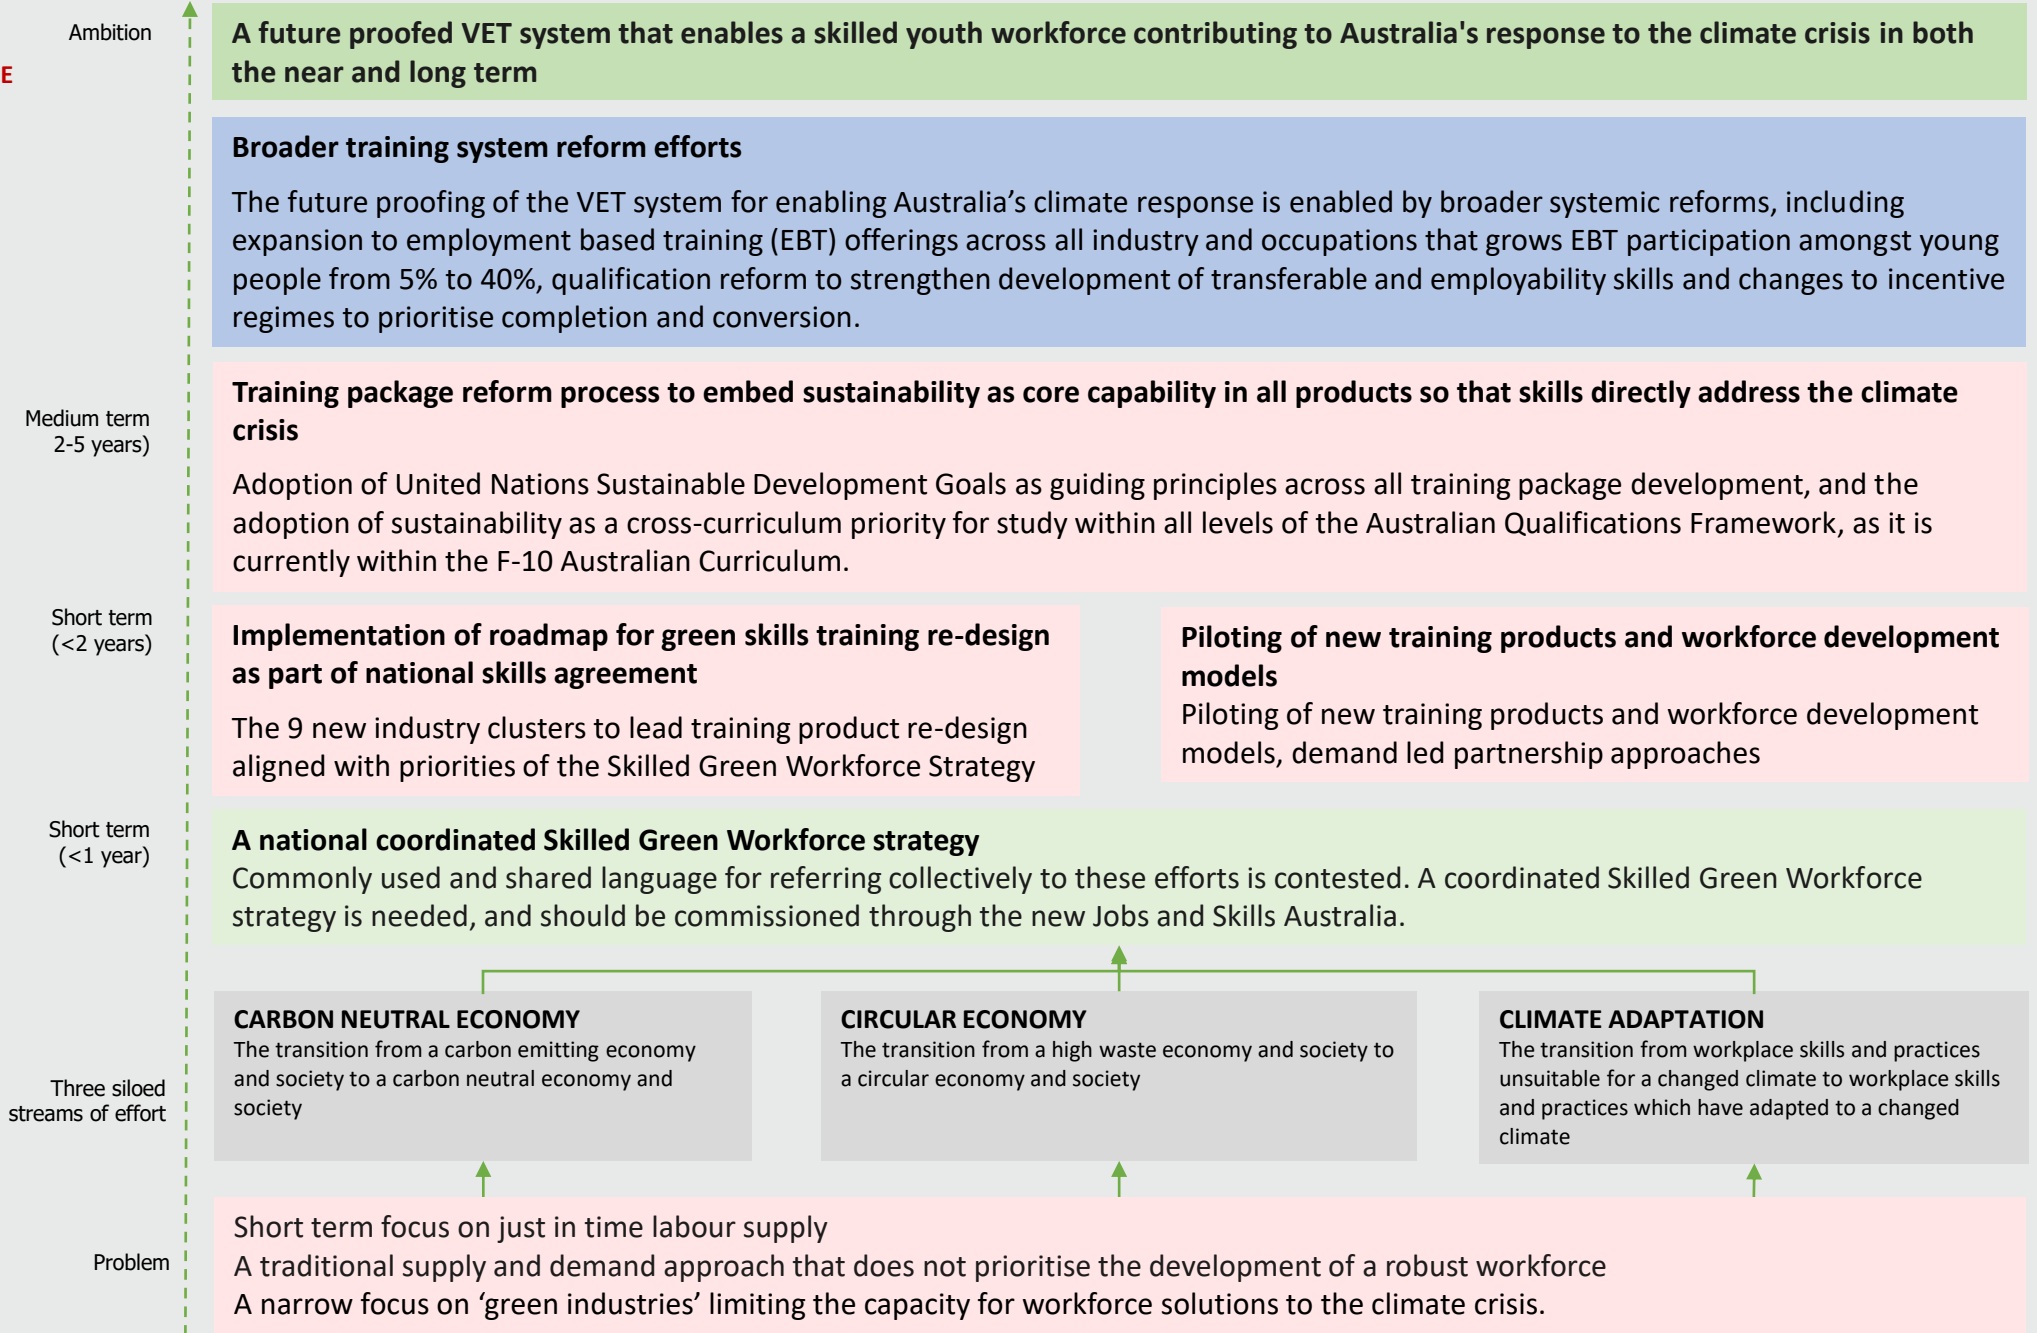 Ambition
E
A future proofed VET system that enables a skilled youth workforce contributing to Australia's response to the climate crisis in both
the near and long term
Broader training system reform efforts
The future proofing of the VET system for enabling Australia’s climate response is enabled by broader systemic reforms, including
expansion to employment based training (EBT) offerings across all industry and occupations that grows EBT participation amongst young
people from 5% to 40%, qualification reform to strengthen development of transferable and employability skills and changes to incentive
regimes to prioritise completion and conversion.
Medium term
2-5 years)
Training package reform process to embed sustainability as core capability in all products so that skills directly address the climate
crisis
Adoption of United Nations Sustainable Development Goals as guiding principles across all training package development, and the
adoption of sustainability as a cross-curriculum priority for study within all levels of the Australian Qualifications Framework, as it is
currently within the F-10 Australian Curriculum.
Short term
(<2 years)
Implementation of roadmap for green skills training re-design
as part of national skills agreement
The 9 new industry clusters to lead training product re-design
aligned with priorities of the Skilled Green Workforce Strategy
Piloting of new training products and workforce development
models
Piloting of new training products and workforce development
models, demand led partnership approaches
Short term
(<1 year)
A national coordinated Skilled Green Workforce strategy
Commonly used and shared language for referring collectively to these efforts is contested. A coordinated Skilled Green Workforce
strategy is needed, and should be commissioned through the new Jobs and Skills Australia.
Three siloed
streams of effort
CARBON NEUTRAL ECONOMY
The transition from a carbon emitting economy
and society to a carbon neutral economy and
society
CIRCULAR ECONOMY
The transition from a high waste economy and society to
a circular economy and society
CLIMATE ADAPTATION
The transition from workplace skills and practices
unsuitable for a changed climate to workplace skills
and practices which have adapted to a changed
climate
Problem
Short term focus on just in time labour supply
A traditional supply and demand approach that does not prioritise the development of a robust workforce
A narrow focus on ‘green industries’ limiting the capacity for workforce solutions to the climate crisis.